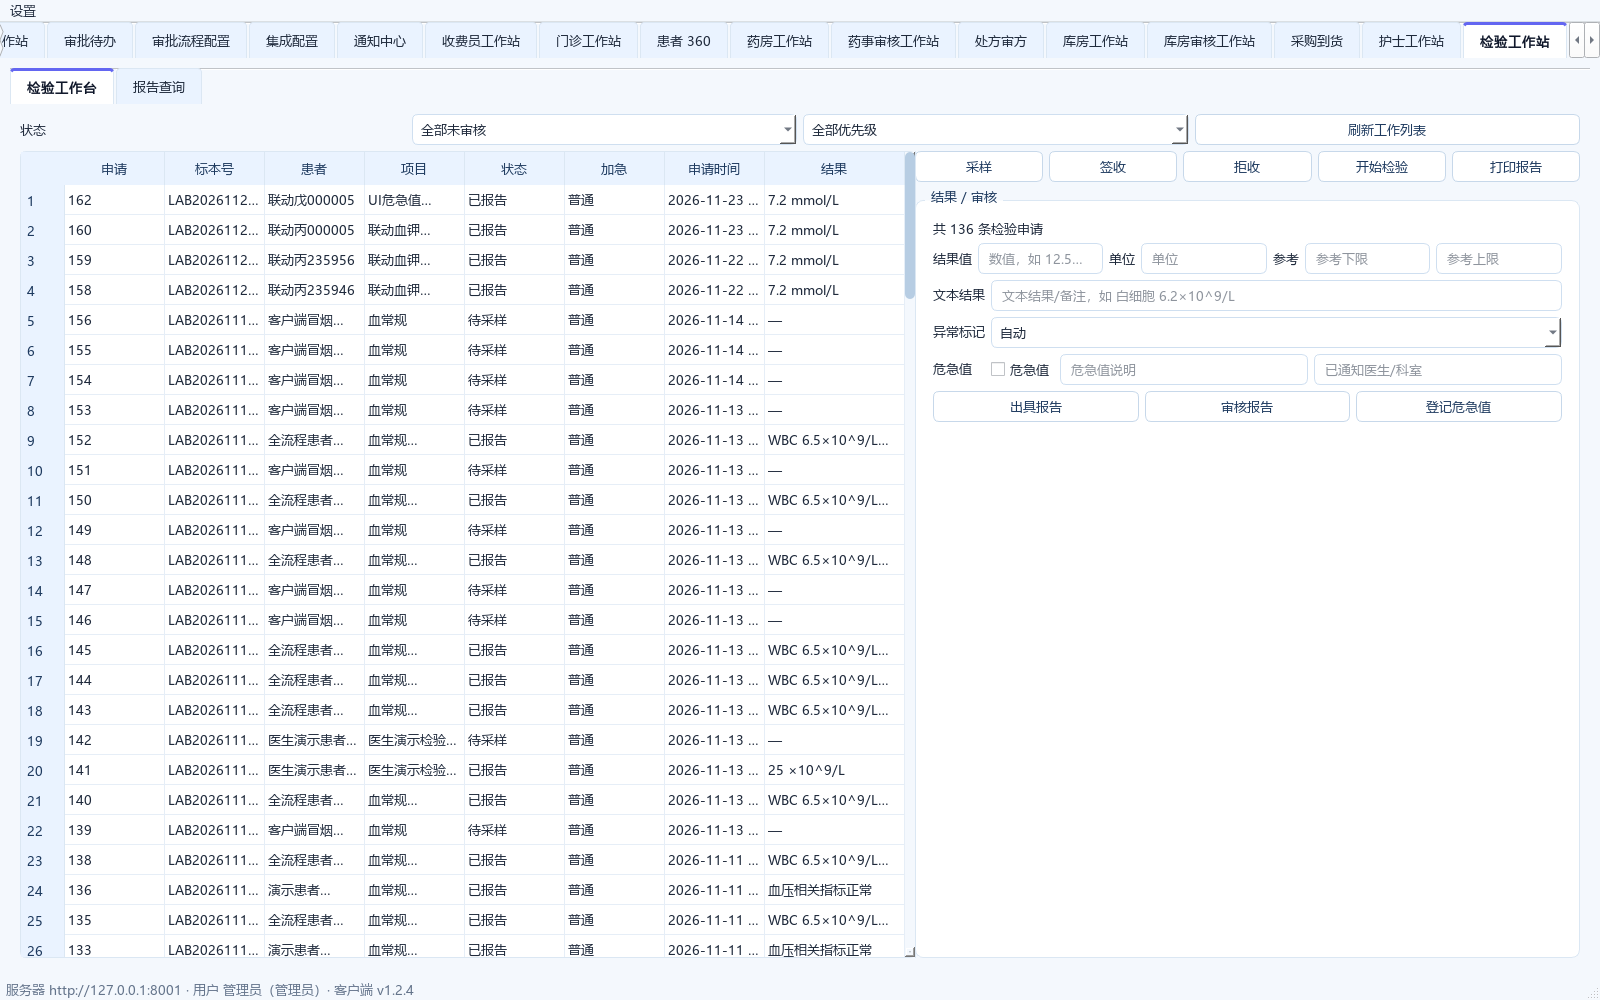 设置
作站 审批待办 审批流程配置 集成配置 通知中心 收费员工作站 门诊工作站 患者 360 药房工作站 药事审核工作站 处方审方 库房工作站 库房审核工作站 采购到货 护士工作站 检验工作站
检验工作台 报告查询
状态 全部未审核 全部优先级 刷新工作列表
申请 标本号 患者 项目 状态 加急 申请时间 结果
1 162 LAB2026112... 联动戊000005 UI危急值... 已报告 普通 2026-11-23 ... 7.2 mmol/L
2 160 LAB2026112... 联动丙000005 联动血钾... 已报告 普通 2026-11-23 ... 7.2 mmol/L
3 159 LAB2026112... 联动丙235956 联动血钾... 已报告 普通 2026-11-22 ... 7.2 mmol/L
4 158 LAB2026112... 联动丙235946 联动血钾... 已报告 普通 2026-11-22 ... 7.2 mmol/L
5 156 LAB2026111... 客户端冒烟... 血常规 待采样 普通 2026-11-14 ... —
6 155 LAB2026111... 客户端冒烟... 血常规 待采样 普通 2026-11-14 ... —
7 154 LAB2026111... 客户端冒烟... 血常规 待采样 普通 2026-11-14 ... —
8 153 LAB2026111... 客户端冒烟... 血常规 待采样 普通 2026-11-13 ... —
9 152 LAB2026111... 全流程患者... 血常规... 已报告 普通 2026-11-13 ... WBC 6.5×10^9/L...
10 151 LAB2026111... 客户端冒烟... 血常规 待采样 普通 2026-11-13 ... —
11 150 LAB2026111... 全流程患者... 血常规... 已报告 普通 2026-11-13 ... WBC 6.5×10^9/L...
12 149 LAB2026111... 客户端冒烟... 血常规 待采样 普通 2026-11-13 ... —
13 148 LAB2026111... 全流程患者... 血常规... 已报告 普通 2026-11-13 ... WBC 6.5×10^9/L...
14 147 LAB2026111... 客户端冒烟... 血常规 待采样 普通 2026-11-13 ... —
15 146 LAB2026111... 客户端冒烟... 血常规 待采样 普通 2026-11-13 ... —
16 145 LAB2026111... 全流程患者... 血常规... 已报告 普通 2026-11-13 ... WBC 6.5×10^9/L...
17 144 LAB2026111... 全流程患者... 血常规... 已报告 普通 2026-11-13 ... WBC 6.5×10^9/L...
18 143 LAB2026111... 全流程患者... 血常规... 已报告 普通 2026-11-13 ... WBC 6.5×10^9/L...
19 142 LAB2026111... 医生演示患者... 医生演示检验... 待采样 普通 2026-11-13 ... —
20 141 LAB2026111... 医生演示患者... 医生演示检验... 已报告 普通 2026-11-13 ... 25 ×10^9/L
21 140 LAB2026111... 全流程患者... 血常规... 已报告 普通 2026-11-13 ... WBC 6.5×10^9/L...
22 139 LAB2026111... 客户端冒烟... 血常规 待采样 普通 2026-11-13 ... —
23 138 LAB2026111... 全流程患者... 血常规... 已报告 普通 2026-11-11 ... WBC 6.5×10^9/L...
24 136 LAB2026111... 演示患者... 血常规... 已报告 普通 2026-11-11 ... 血压相关指标正常
25 135 LAB2026111... 全流程患者... 血常规... 已报告 普通 2026-11-11 ... WBC 6.5×10^9/L...
26 133 LAB2026111... 演示患者... 血常规... 已报告 普通 2026-11-11 ... 血压相关指标正常
采样 签收 拒收 开始检验 打印报告
结果 / 审核
共 136 条检验申请
结果值 数值，如 12.5... 单位 单位 参考 参考下限 参考上限
文本结果 文本结果/备注，如 白细胞 6.2×10^9/L
异常标记 自动
危急值 危急值 危急值说明 已通知医生/科室
出具报告 审核报告 登记危急值
服务器 http://127.0.0.1:8001 · 用户 管理员（管理员）· 客户端 v1.2.4